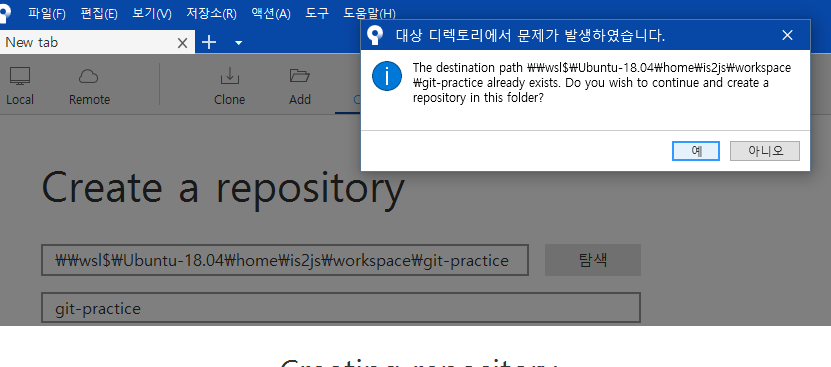 파일(F) 편집(E) 보기(V) 저장소(R) 액션(A) 도구 도움말(H)
대상 디렉토리에서 문제가 발생하였습니다.
New tab
The destination path ₩₩wsl$₩Ubuntu-18.04₩home₩is2js₩workspace
₩git-practice already exists. Do you wish to continue and create a
repository in this folder?
Local Remote Clone Add
예 아니오
Create a repository
₩₩wsl$₩Ubuntu-18.04₩home₩is2js₩workspace₩git-practice 탐색
git-practice
Creating repository